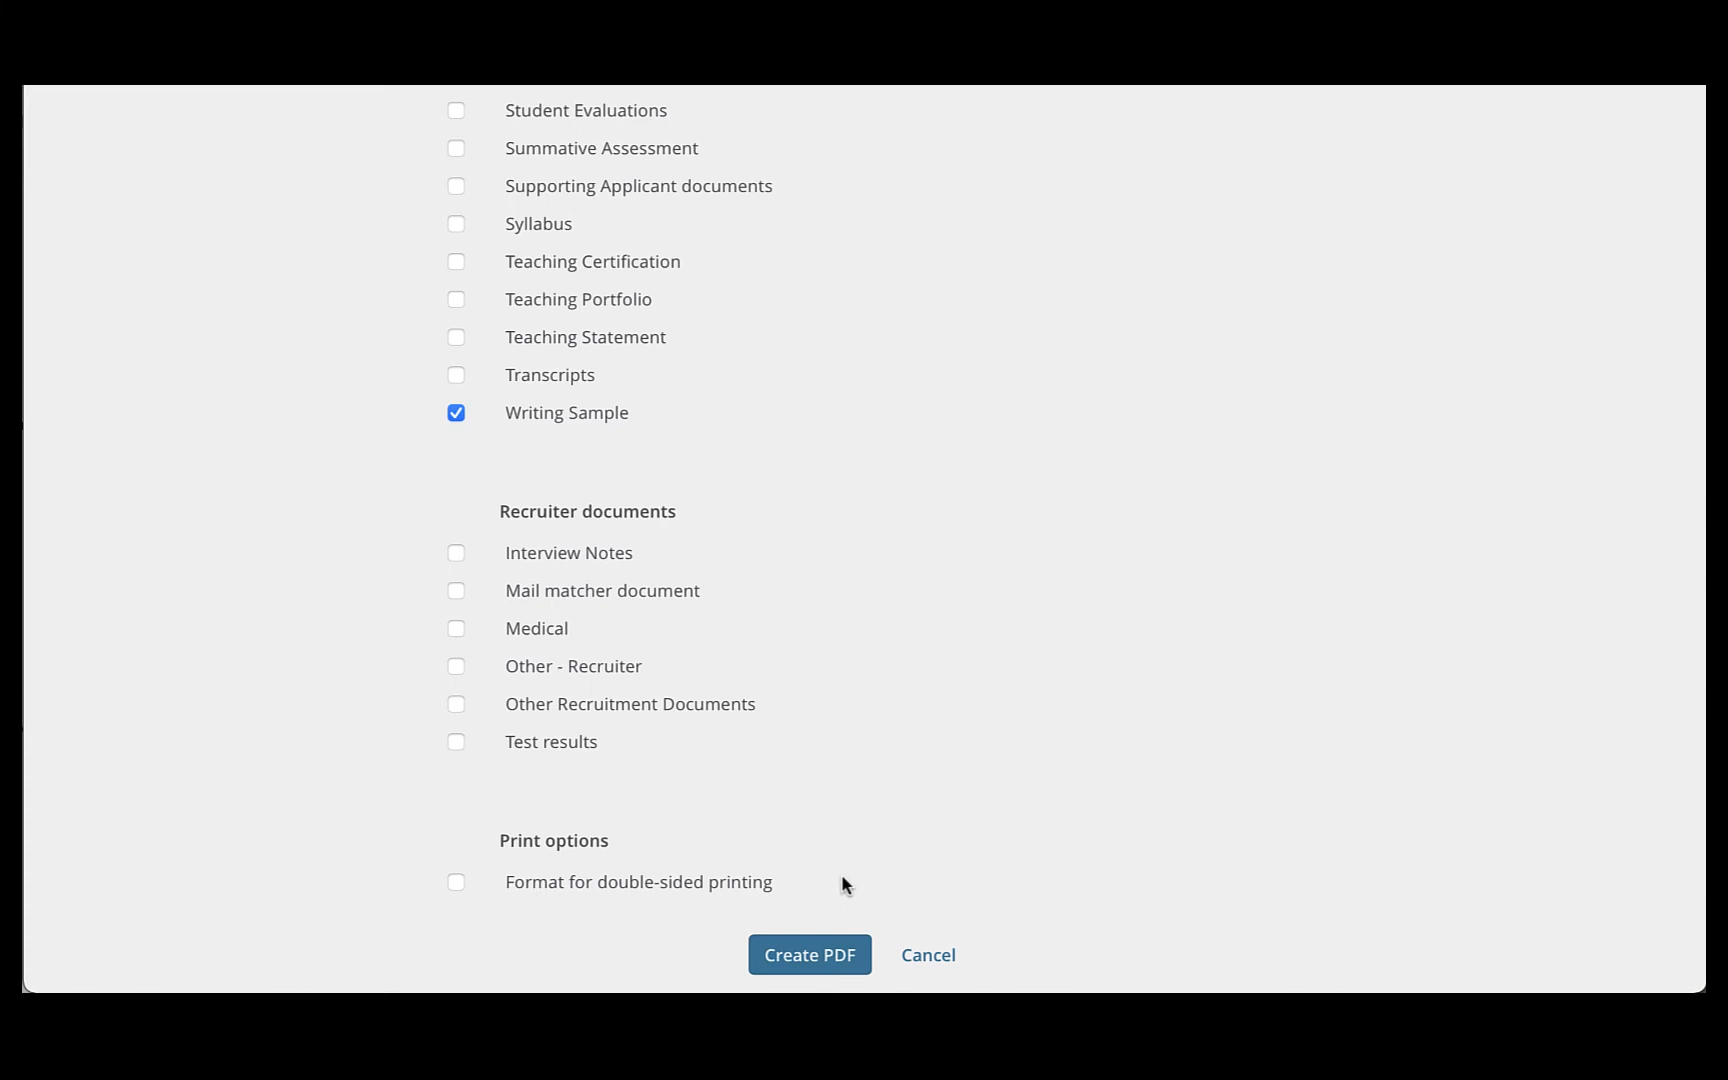 Student Evaluations
Summative Assessment
Supporting Applicant documents
Syllabus
Teaching Certification
Teaching Portfolio
Teaching Statement
Transcripts
Writing Sample
Recruiter documents
Interview Notes
Mail matcher document
Medical
Other - Recruiter
Other Recruitment Documents
Test results
Print options
Format for double-sided printing
Create PDF Cancel